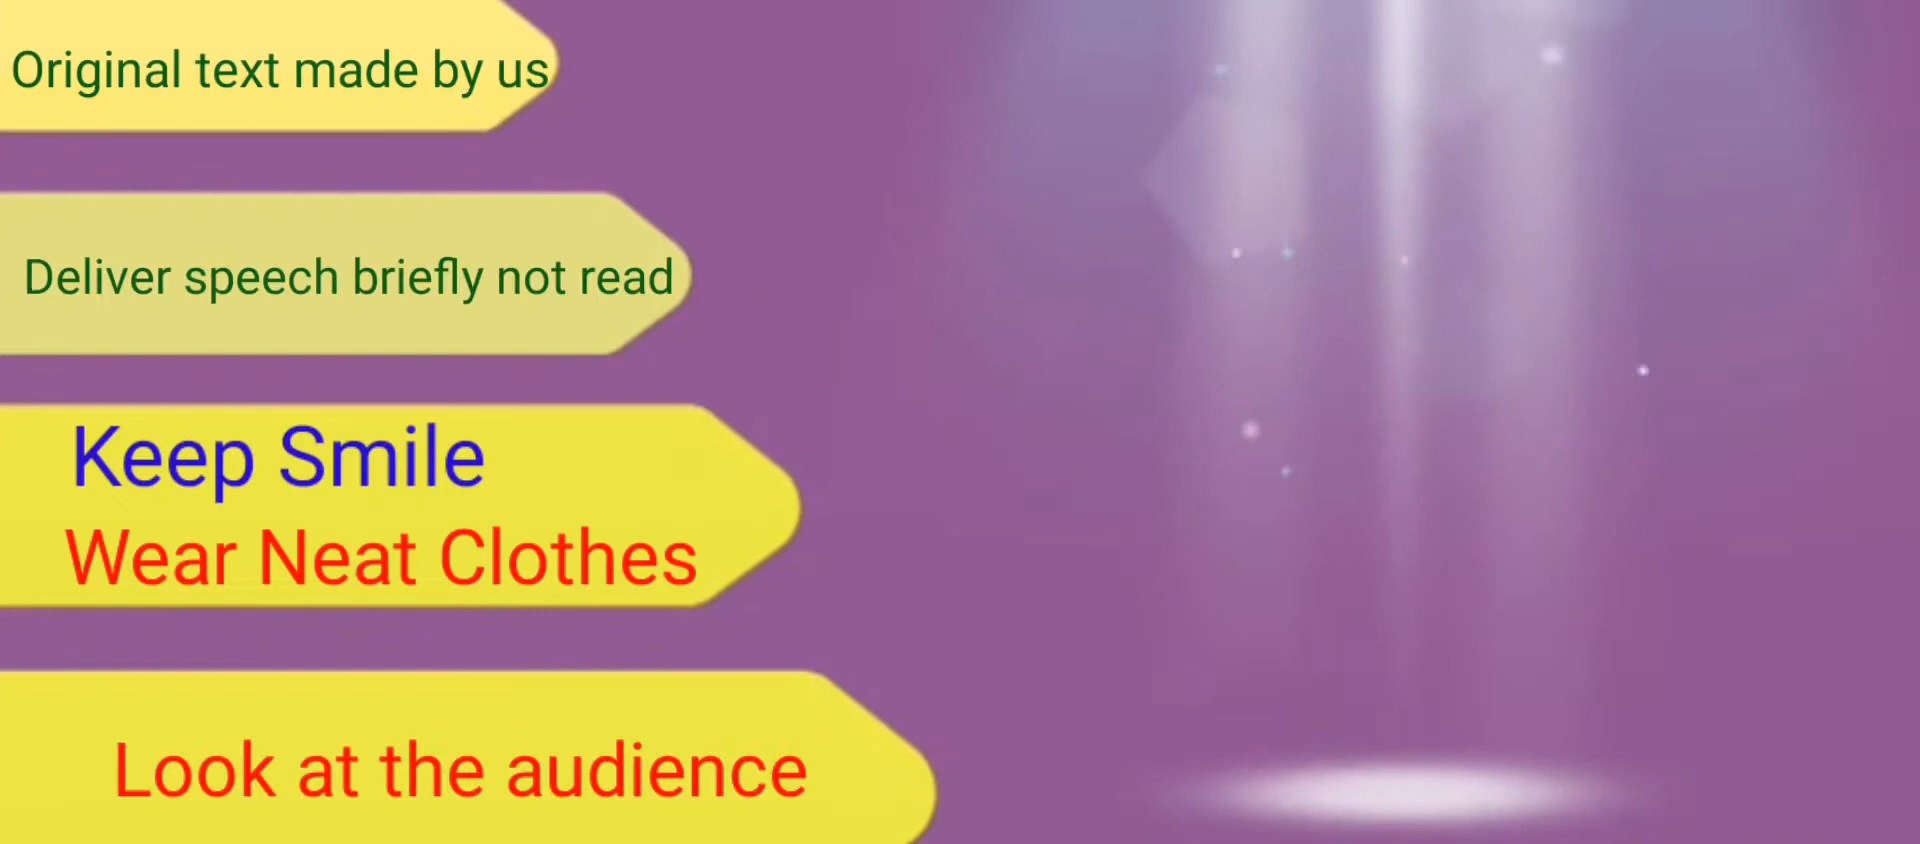 Original text made by us
Deliver speech briefly not read
Keep Smile
Wear Neat Clothes
Look at the audience